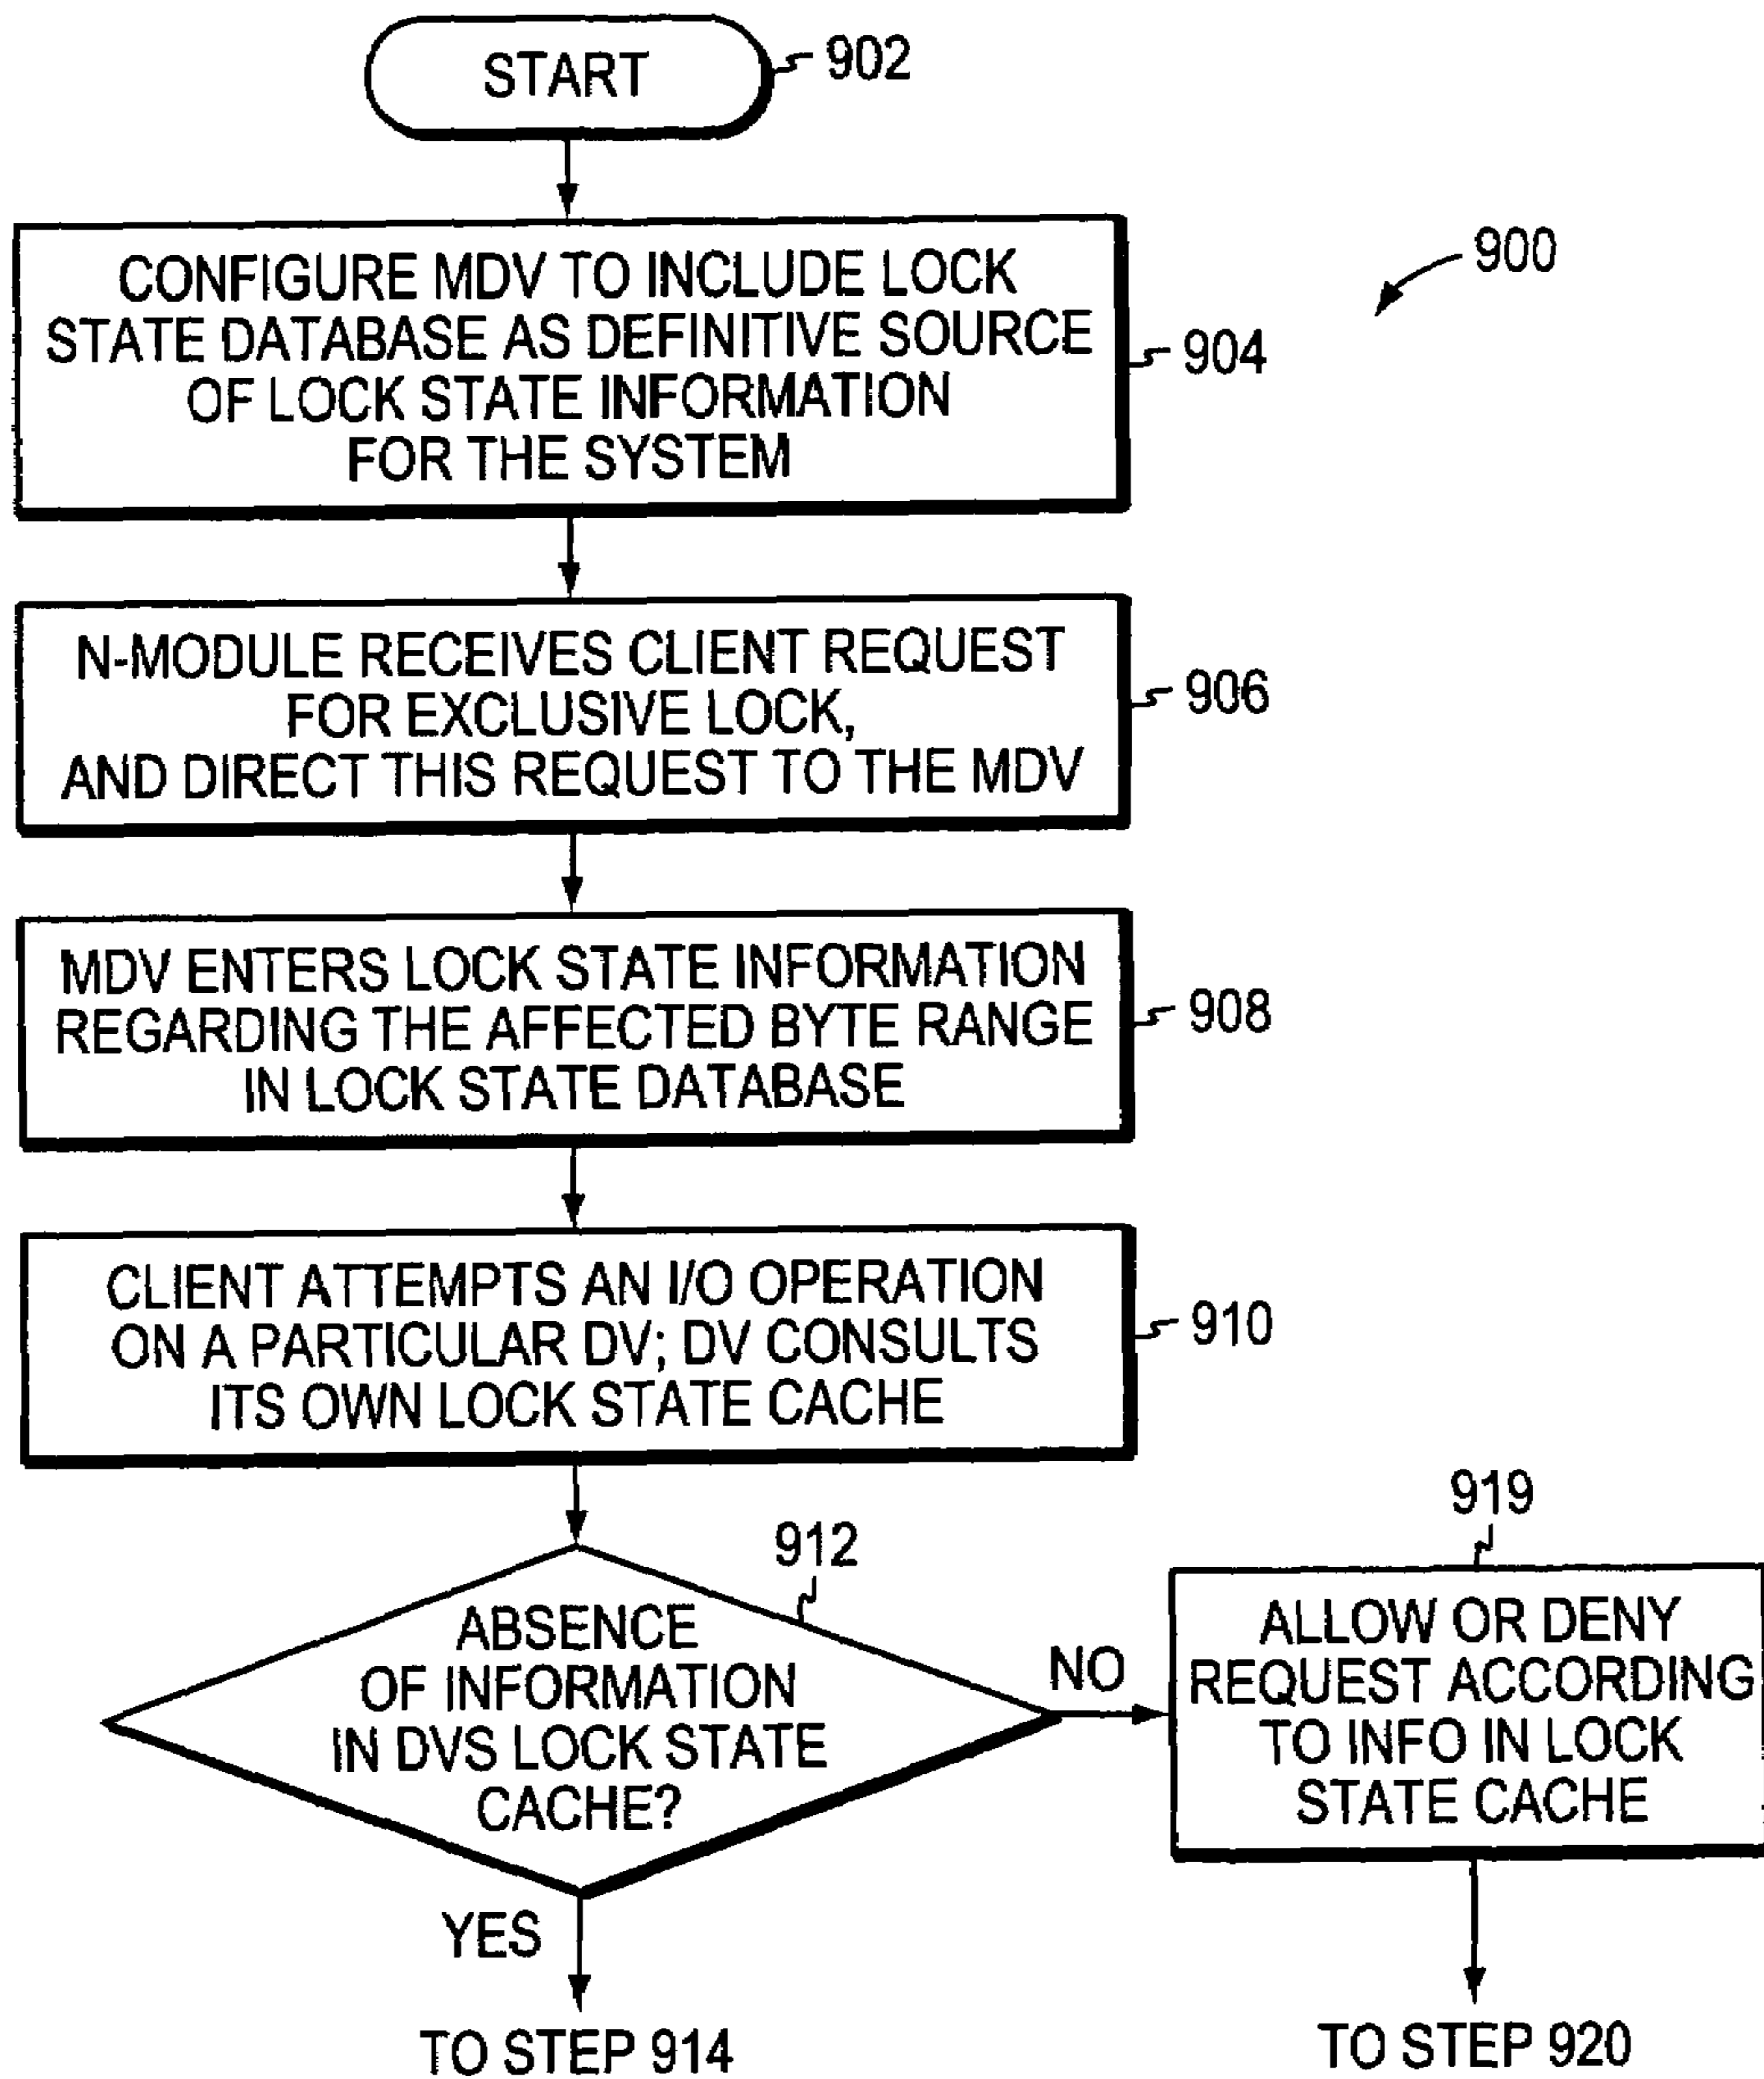 START
902
900
CONFIGURE MDV TO INCLUDE LOCK
STATE DATABASE AS DEFINITIVE SOURCE
OF LOCK STATE INFORMATION
FOR THE SYSTEM
904
N-MODULE RECEIVES CLIENT REQUEST
FOR EXCLUSIVE LOCK,
AND DIRECT THIS REQUEST TO THE MDV
906
MDV ENTERS LOCK STATE INFORMATION
REGARDING THE AFFECTED BYTE RANGE
IN LOCK STATE DATABASE
908
CLIENT ATTEMPTS AN I/O OPERATION
ON A PARTICULAR DV; DV CONSULTS
ITS OWN LOCK STATE CACHE
910
912
ABSENCE
OF INFORMATION
IN DVS LOCK STATE
CACHE?
NO
919
ALLOW OR DENY
REQUEST ACCORDING
TO INFO IN LOCK
STATE CACHE
YES
TO STEP 914
TO STEP 920